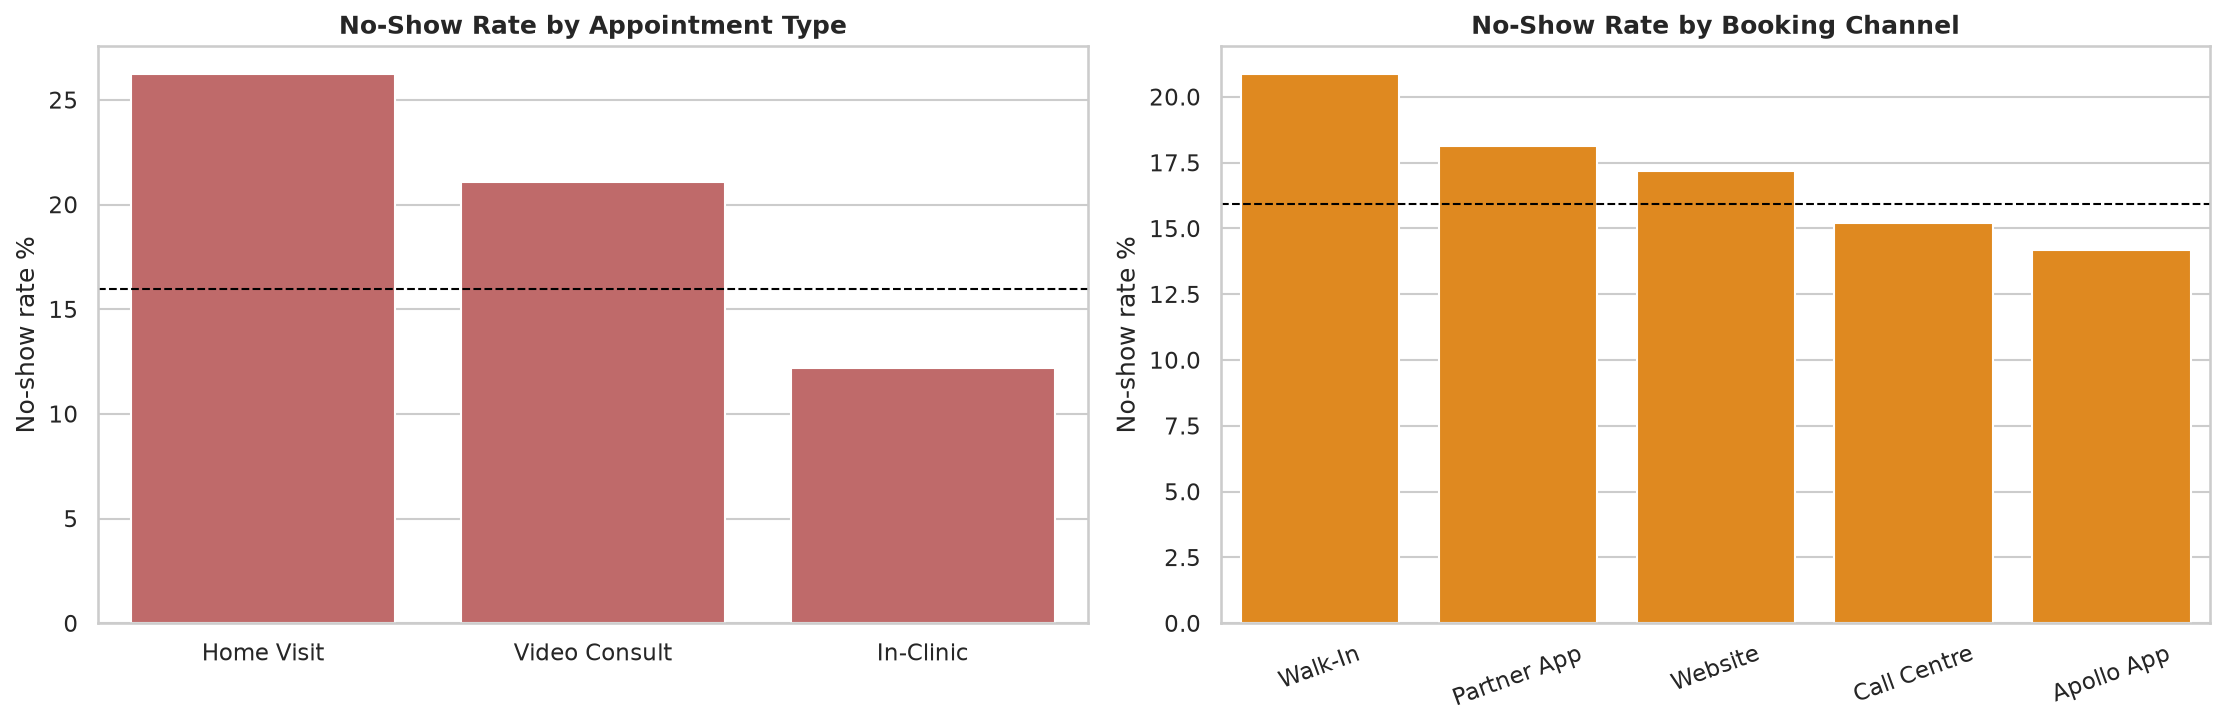 No-Show Rate by Appointment Type
No-show rate %
25
20
15
10
5
0
Home Visit
Video Consult
In-Clinic
No-Show Rate by Booking Channel
No-show rate %
20.0
17.5
15.0
12.5
10.0
7.5
5.0
2.5
0.0
Walk-In
Partner App
Website
Call Centre
Apollo App